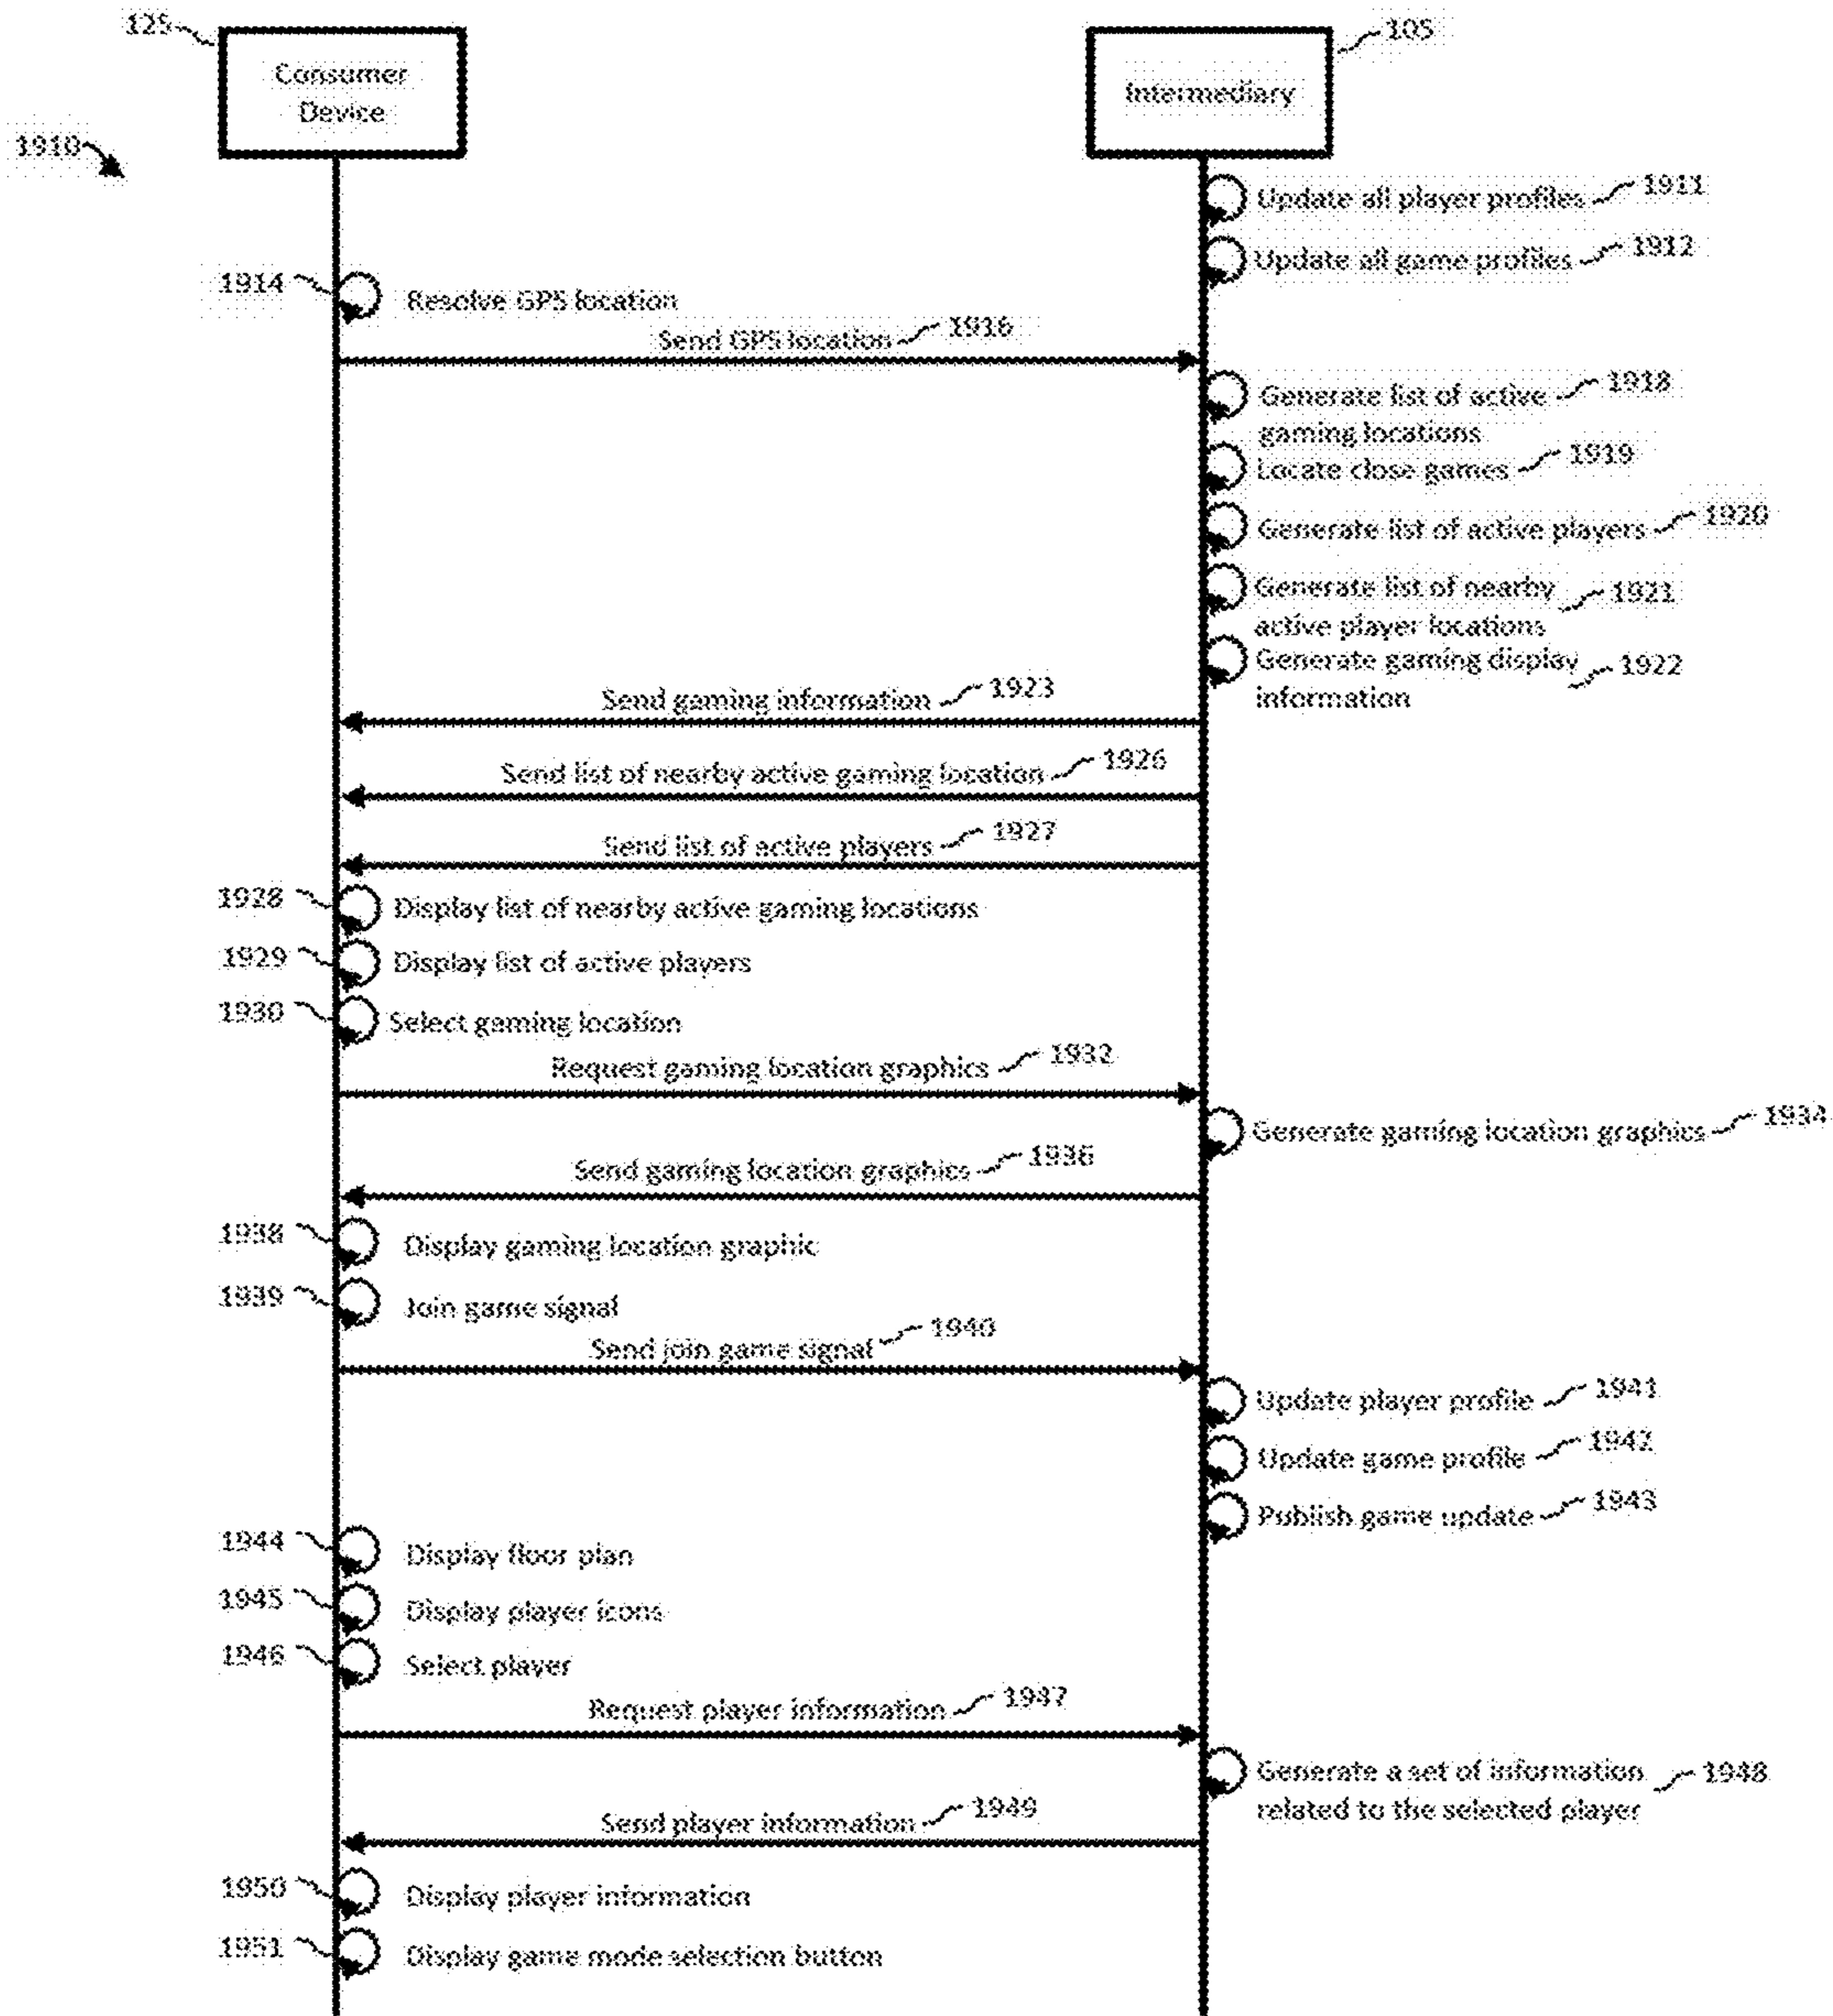 125
105
Consumer
Device
Intermediary
1910
Update all player profiles 1911
Update all game profiles 1912
1914 Resolve GPS location
Send GPS location 1916
Generate list of active 1918
gaming locations
Locate close games 1919
Generate list of active players 1920
Generate list of nearby 1921
active player locations
Generate gaming display 1922
information
Send gaming information 1923
Send list of nearby active gaming location 1926
Send list of active players 1927
1928 Display list of nearby active gaming locations
1929 Display list of active players
1930 Select gaming location
Request gaming location graphics 1932
Generate gaming location graphics 1934
Send gaming location graphics 1936
1938 Display gaming location graphic
1939 Join game signal
Send join game signal 1940
Update player profile 1941
Update game profile 1942
Publish game update 1943
1944 Display floor plan
1945 Display player icons
1946 Select player
Request player information 1947
Generate a set of information 1948
related to the selected player
Send player information 1949
1950 Display player information
1951 Display game mode selection button